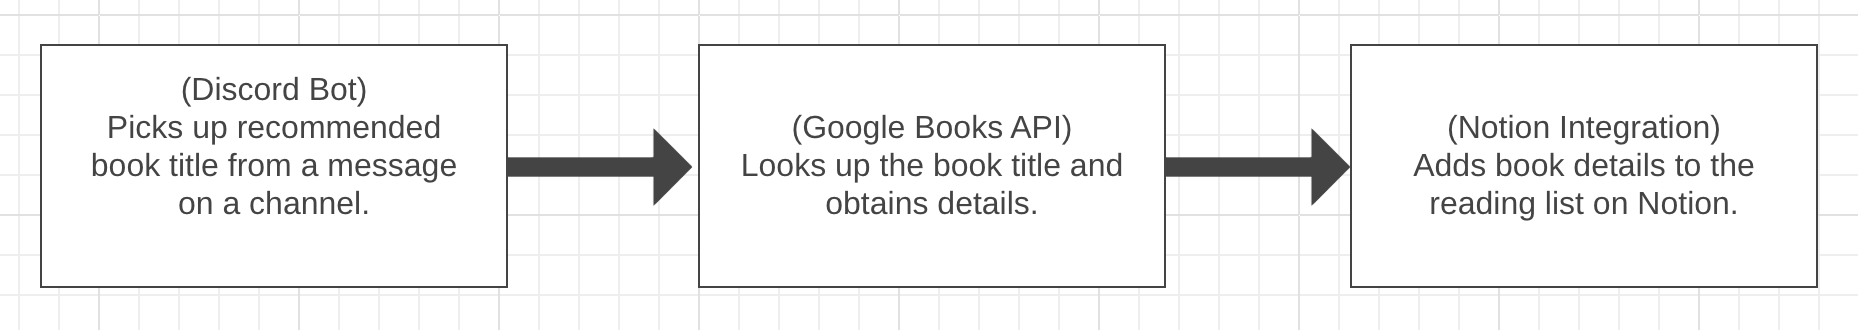 (Discord Bot)
Picks up recommended
book title from a message
on a channel.
(Google Books API)
Looks up the book title and
obtains details.
(Notion Integration)
Adds book details to the
reading list on Notion.